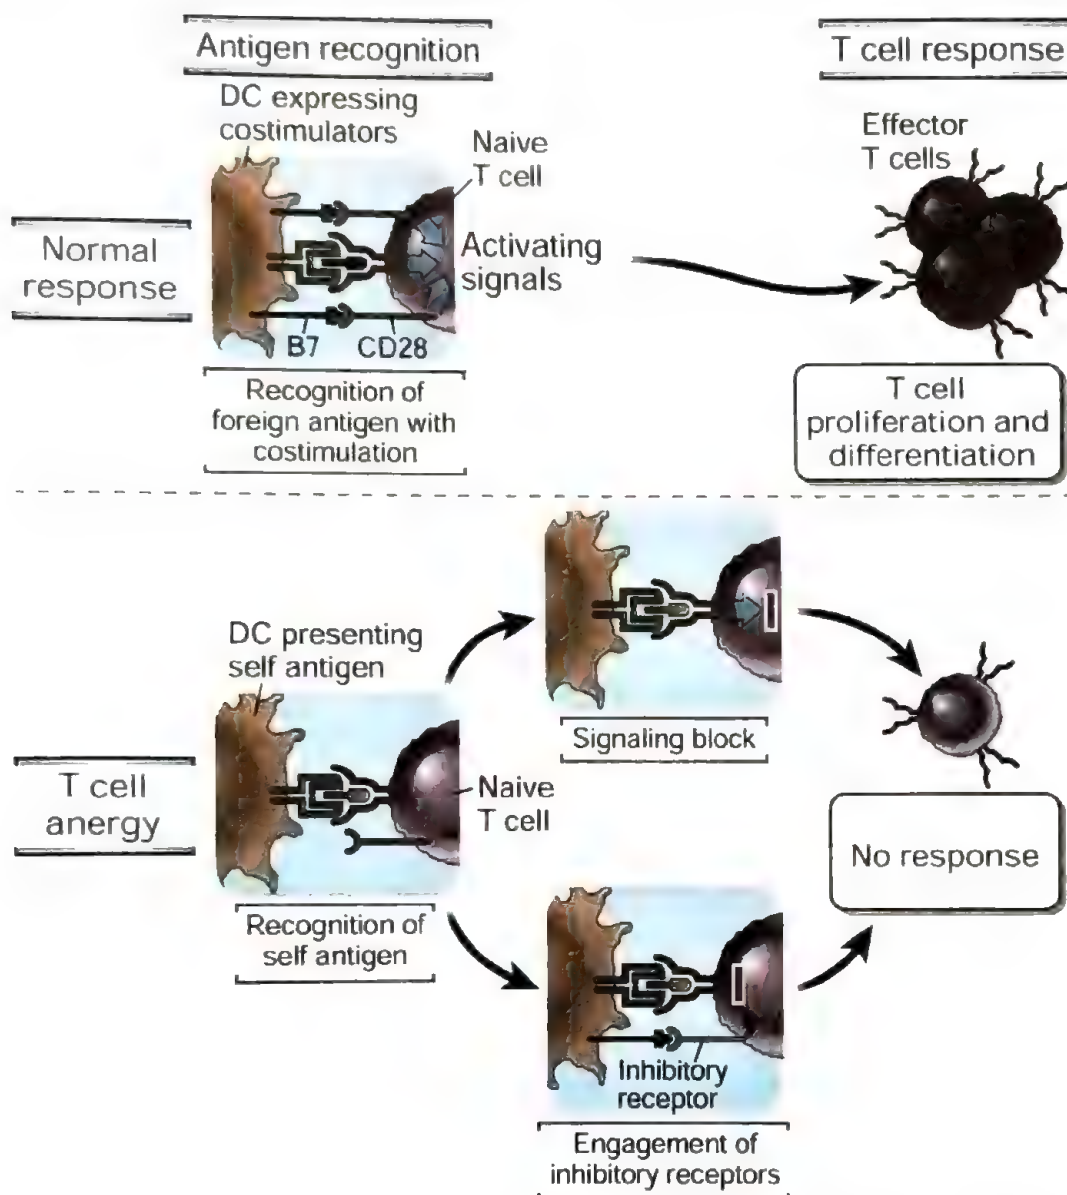 Antigen recognition
T cell response
DC expressing
costimulators
Naive
T cell
Effector
T cells
Normal
response
Activating
signals
B7
CD28
Recognition of
foreign antigen with
costimulation
T cell
proliferation and
differentiation
DC presenting
self antigen
Signaling block
T cell
anergy
Naive
T cell
No response
Recognition of
self antigen
Inhibitory
receptor
Engagement of
inhibitory receptors